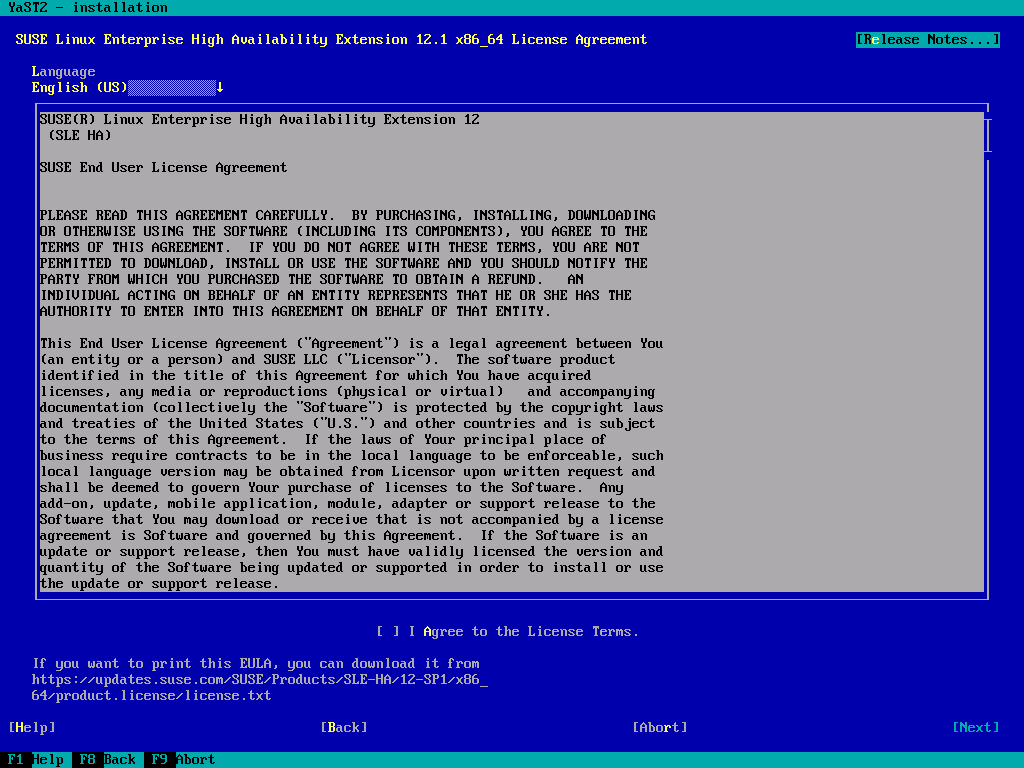 YaST2 - installation
SUSE Linux Enterprise High Availability Extension 12.1 x86_64 License Agreement [Release Notes...]
Language
English (US)↓
SUSE(R) Linux Enterprise High Availability Extension 12
(SLE HA)
SUSE End User License Agreement
PLEASE READ THIS AGREEMENT CAREFULLY.  BY PURCHASING, INSTALLING, DOWNLOADING
OR OTHERWISE USING THE SOFTWARE (INCLUDING ITS COMPONENTS), YOU AGREE TO THE
TERMS OF THIS AGREEMENT.  IF YOU DO NOT AGREE WITH THESE TERMS, YOU ARE NOT
PERMITTED TO DOWNLOAD, INSTALL OR USE THE SOFTWARE AND YOU SHOULD NOTIFY THE
PARTY FROM WHICH YOU PURCHASED THE SOFTWARE TO OBTAIN A REFUND.   AN
INDIVIDUAL ACTING ON BEHALF OF AN ENTITY REPRESENTS THAT HE OR SHE HAS THE
AUTHORITY TO ENTER INTO THIS AGREEMENT ON BEHALF OF THAT ENTITY.
This End User License Agreement ("Agreement") is a legal agreement between You
(an entity or a person) and SUSE LLC ("Licensor").  The software product
identified in the title of this Agreement for which You have acquired
licenses, any media or reproductions (physical or virtual)   and accompanying
documentation (collectively the "Software") is protected by the copyright laws
and treaties of the United States ("U.S.") and other countries and is subject
to the terms of this Agreement.  If the laws of Your principal place of
business require contracts to be in the local language to be enforceable, such
local language version may be obtained from Licensor upon written request and
shall be deemed to govern Your purchase of licenses to the Software.  Any
add-on, update, mobile application, module, adapter or support release to the
Software that You may download or receive that is not accompanied by a license
agreement is Software and governed by this Agreement.  If the Software is an
update or support release, then You must have validly licensed the version and
quantity of the Software being updated or supported in order to install or use
the update or support release.
[ ] I Agree to the License Terms.
If you want to print this EULA, you can download it from
https://updates.suse.com/SUSE/Products/SLE-HA/12-SP1/x86_
64/product.license/license.txt
[Help] [Back] [Abort] [Next]
F1 Help F8 Back F9 Abort